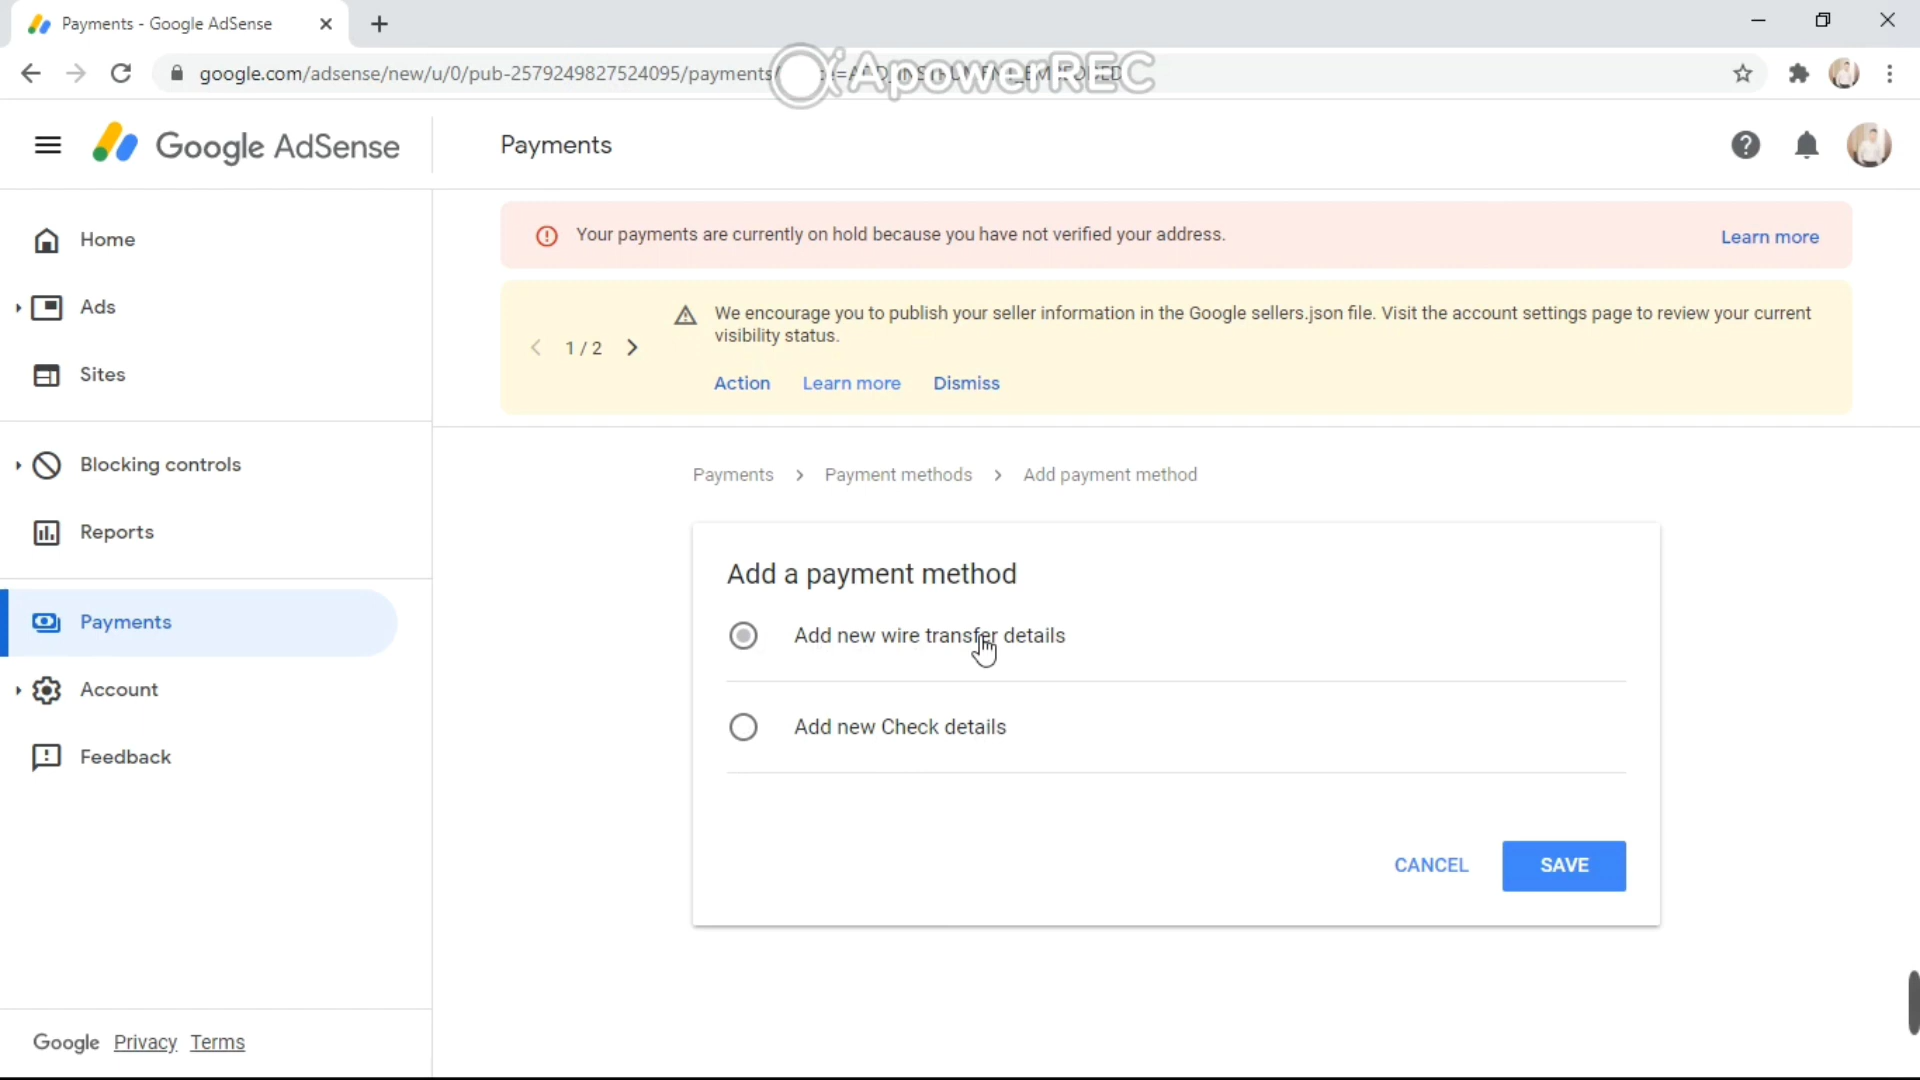 Payments - Google AdSense
google.com/adsense/new/u/0/pub-2579249827524095/payments
ApowerREC
Google AdSense
Payments
Home
Ads
Sites
Blocking controls
Reports
Payments
Account
Feedback
Google Privacy Terms
Your payments are currently on hold because you have not verified your address.
Learn more
1 / 2
We encourage you to publish your seller information in the Google sellers.json file. Visit the account settings page to review your current
visibility status.
Action Learn more Dismiss
Payments > Payment methods > Add payment method
Add a payment method
Add new wire transfer details
Add new Check details
CANCEL SAVE